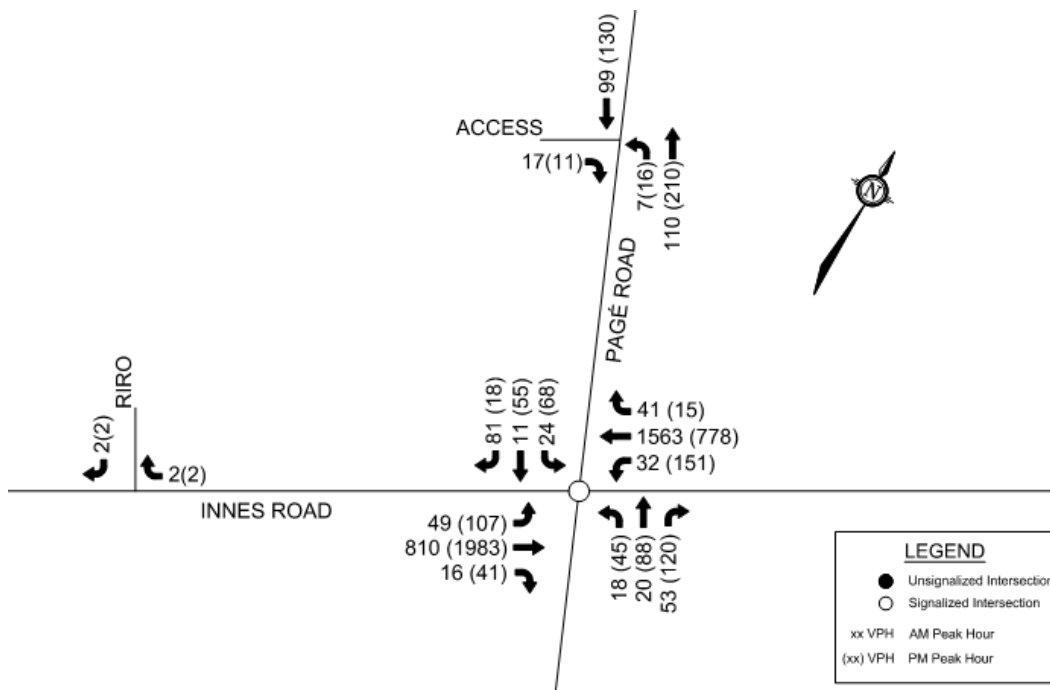 99 (130)
ACCESS
17(11)
7(16)
110 (210)
N
PAGÉ ROAD
RIRO
2(2)
2(2)
81 (18)
11 (55)
24 (68)
41 (15)
1563 (778)
32 (151)
INNES ROAD
49 (107)
810 (1983)
16 (41)
18 (45)
20 (88)
53 (120)
LEGEND
Unsignalized Intersection
Signalized Intersection
xx VPH AM Peak Hour
(xx) VPH PM Peak Hour